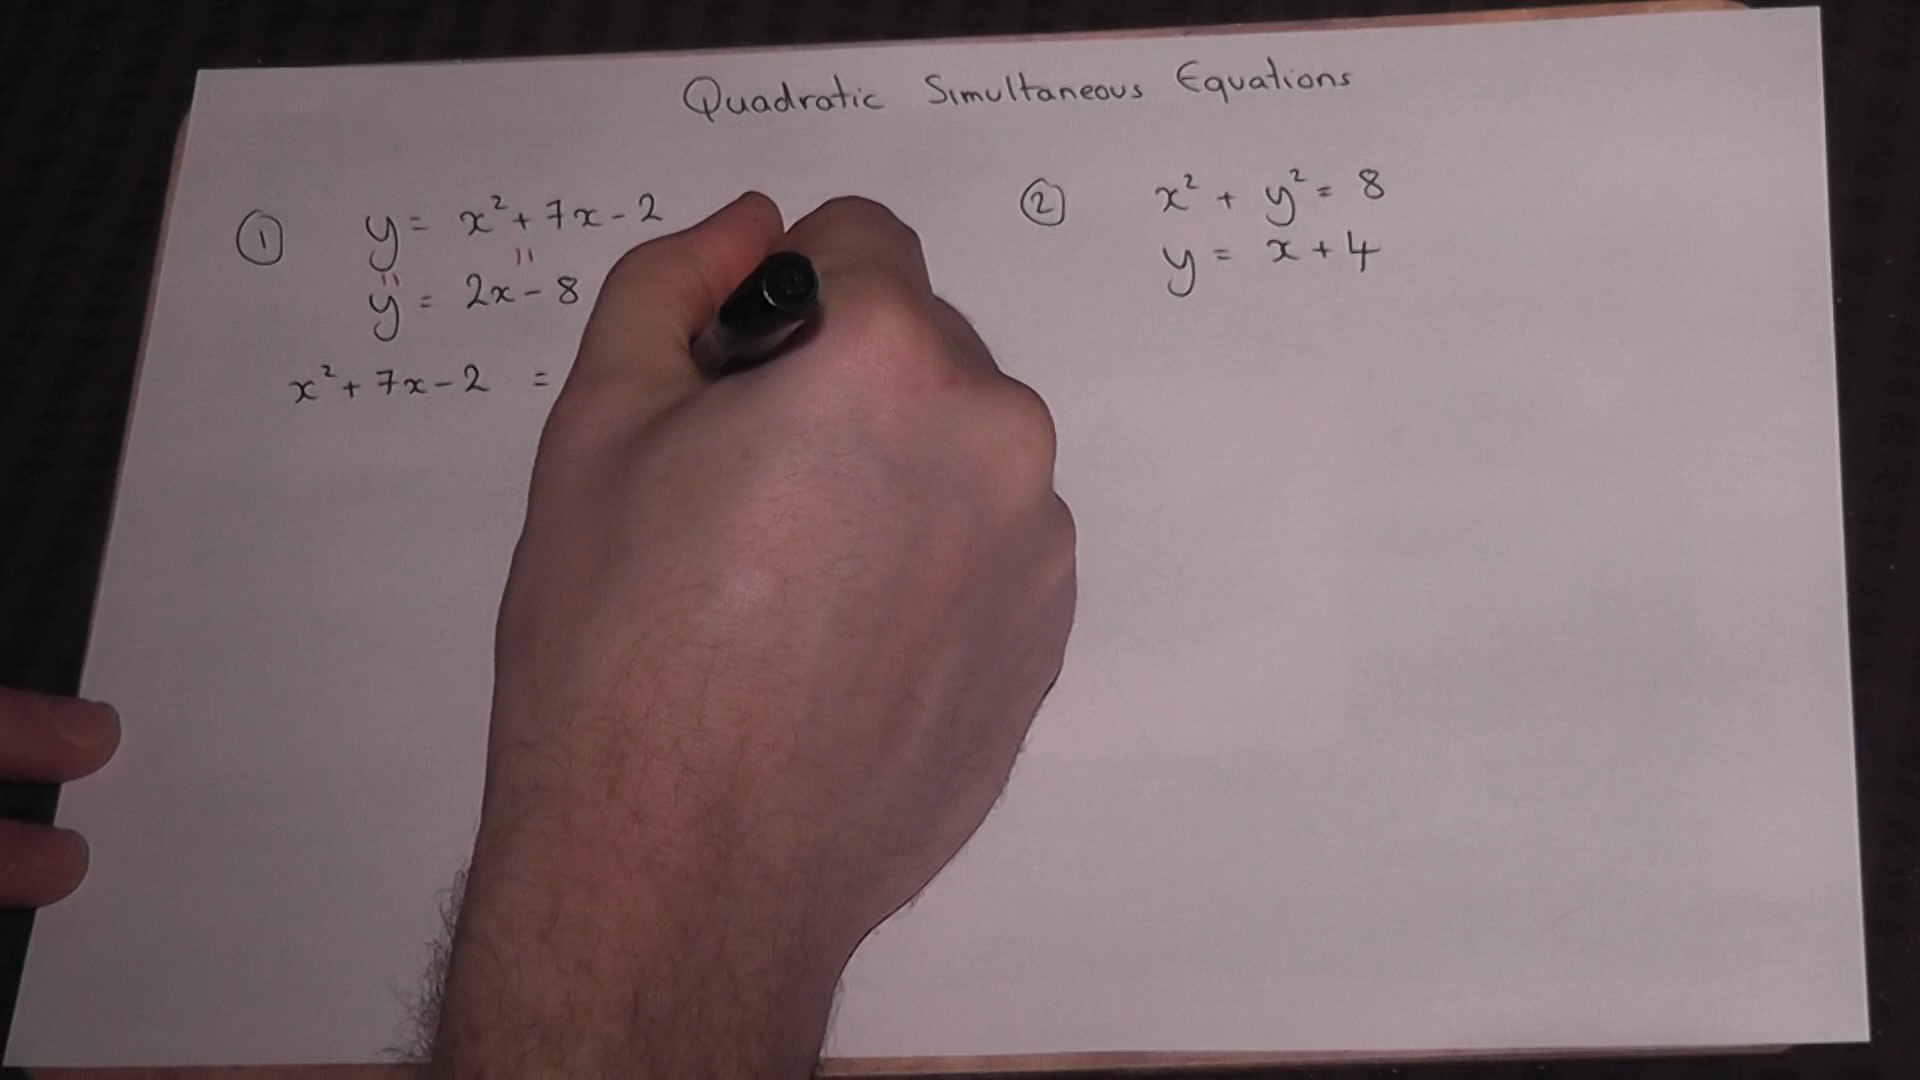 Quadratic Simultaneous Equations
① y = x² + 7x - 2
" "
y = 2x - 8
x² + 7x - 2 =
② x² + y² = 8
y = x + 4